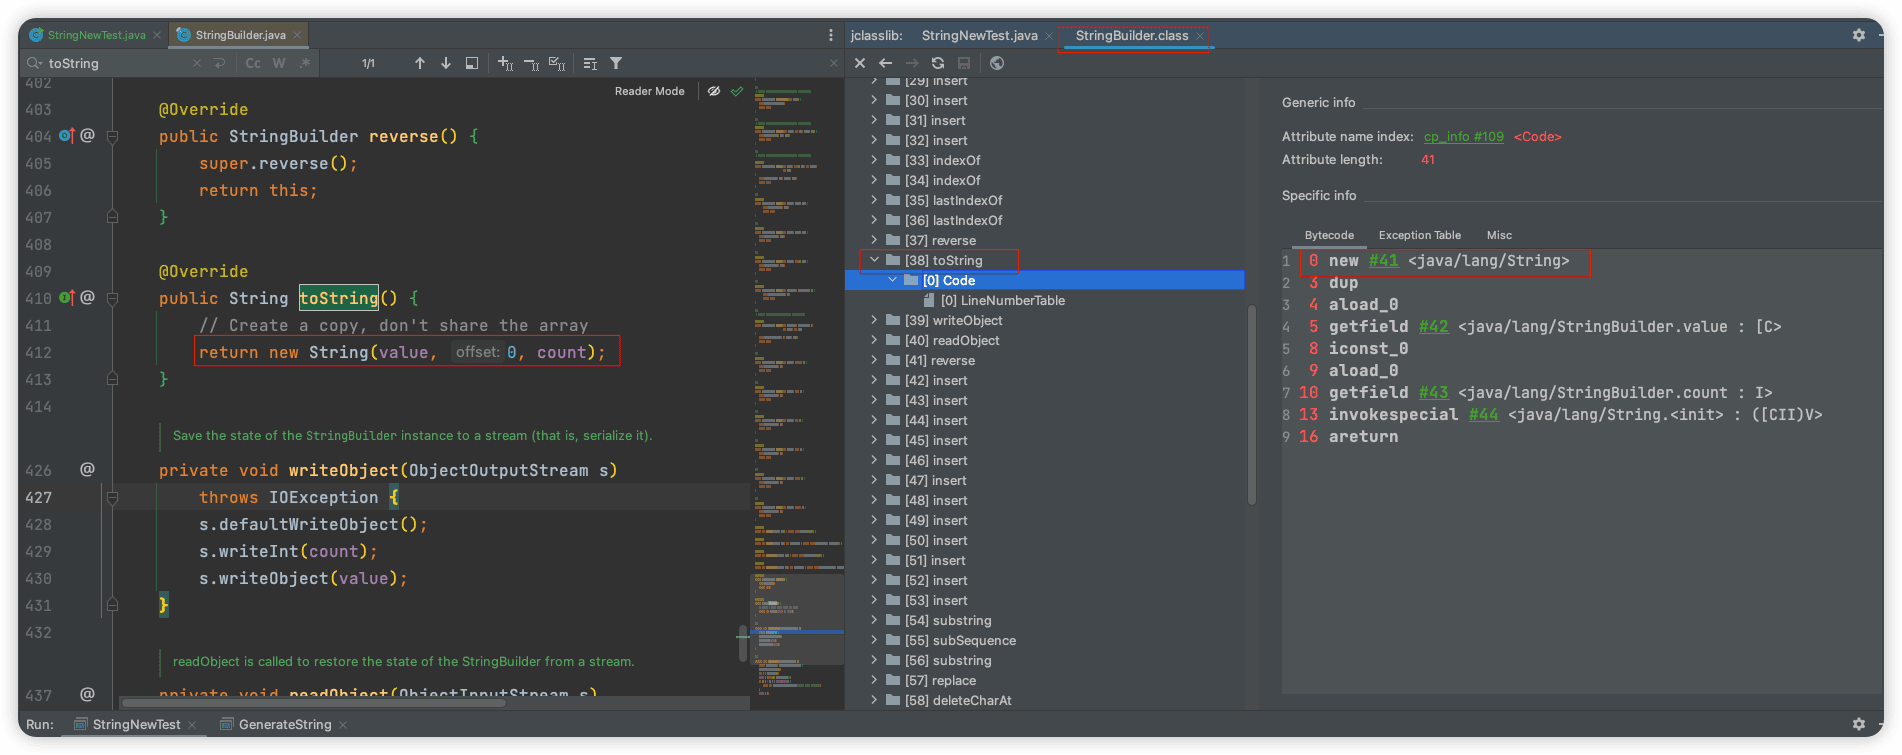 StringNewTest.java
StringBuilder.java
toString
Cc W .*
1/1
402
Reader Mode
403 @Override
404 @ public StringBuilder reverse() {
405 super.reverse();
406 return this;
407 }
408
409 @Override
410 @ public String toString() {
411 // Create a copy, don't share the array
412 return new String(value, offset: 0, count);
413 }
414
Save the state of the StringBuilder instance to a stream (that is, serialize it).
426 @ private void writeObject(ObjectOutputStream s)
427 throws IOException {
428 s.defaultWriteObject();
429 s.writeInt(count);
430 s.writeObject(value);
431 }
432
readObject is called to restore the state of the StringBuilder from a stream.
437 @ private void readObject(ObjectInputStream s)
jclasslib: StringNewTest.java StringBuilder.class
[29] insert
[30] insert
[31] insert
[32] insert
[33] indexOf
[34] indexOf
[35] lastIndexOf
[36] lastIndexOf
[37] reverse
[38] toString
[0] Code
[0] LineNumberTable
[39] writeObject
[40] readObject
[41] reverse
[42] insert
[43] insert
[44] insert
[45] insert
[46] insert
[47] insert
[48] insert
[49] insert
[50] insert
[51] insert
[52] insert
[53] insert
[54] substring
[55] subSequence
[56] substring
[57] replace
[58] deleteCharAt
Generic info
Attribute name index: cp_info #109 <Code>
Attribute length: 41
Specific info
Bytecode Exception Table Misc
1 0 new #41 <java/lang/String>
2 3 dup
3 4 aload_0
4 5 getfield #42 <java/lang/StringBuilder.value : [C>
5 8 iconst_0
6 9 aload_0
7 10 getfield #43 <java/lang/StringBuilder.count : I>
8 13 invokespecial #44 <java/lang/String.<init> : ([CII)V>
9 16 areturn
Run: StringNewTest GenerateString